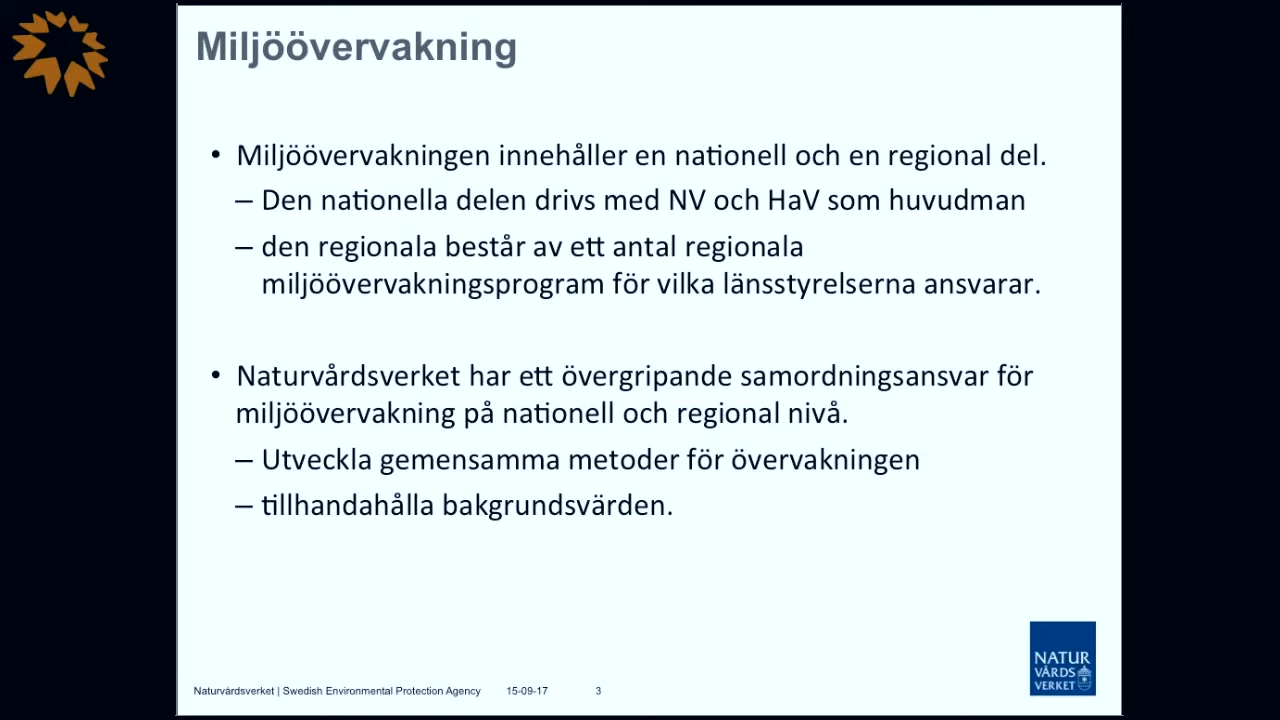 Miljöövervakning
• Miljöövervakningen innehåller en nationell och en regional del.
– Den nationella delen drivs med NV och HaV som huvudman
– den regionala består av ett antal regionala
miljöövervakningsprogram för vilka länsstyrelserna ansvarar.
• Naturvårdsverket har ett övergripande samordningsansvar för
miljöövervakning på nationell och regional nivå.
– Utveckla gemensamma metoder för övervakningen
– tillhandahålla bakgrundsvärden.
NATUR
VÅRDS
VERKET
Naturvårdsverket | Swedish Environmental Protection Agency 15-09-17 3